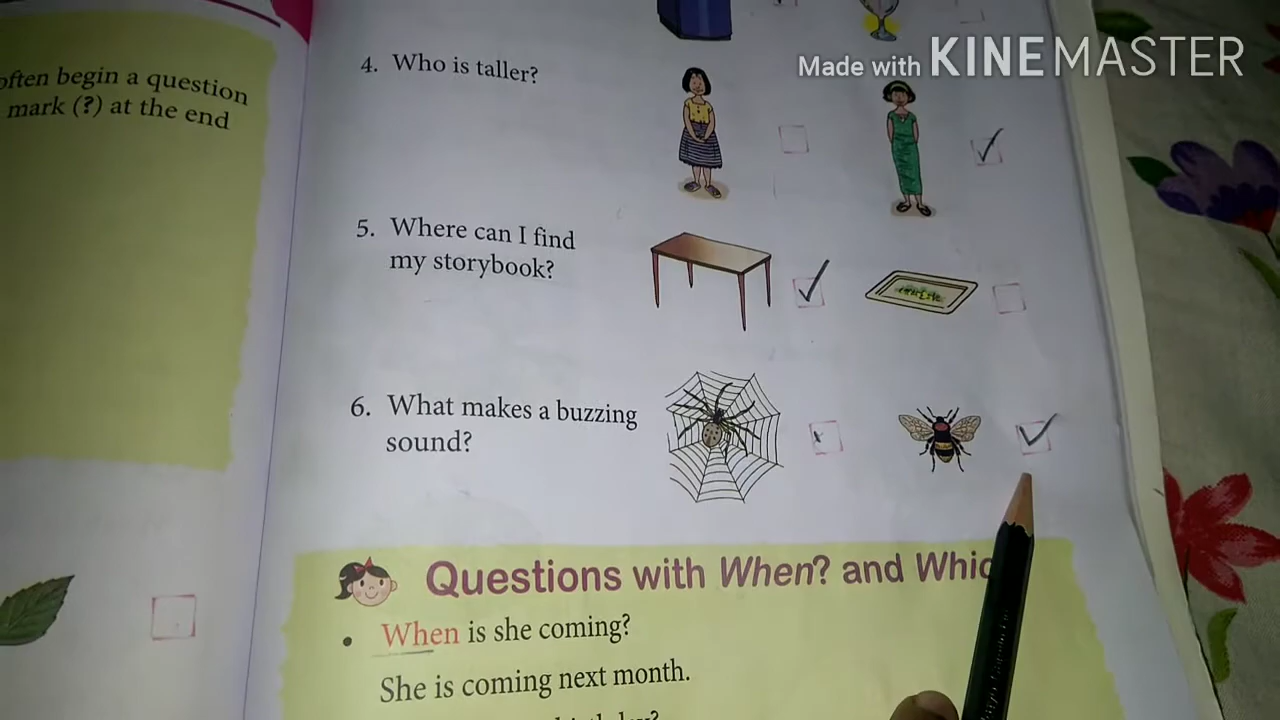 often begin a question
mark (?) at the end
Made with KINEMASTER
4. Who is taller?
5. Where can I find
my storybook?
6. What makes a buzzing
sound?
Questions with When? and Whic
When is she coming?
She is coming next month.